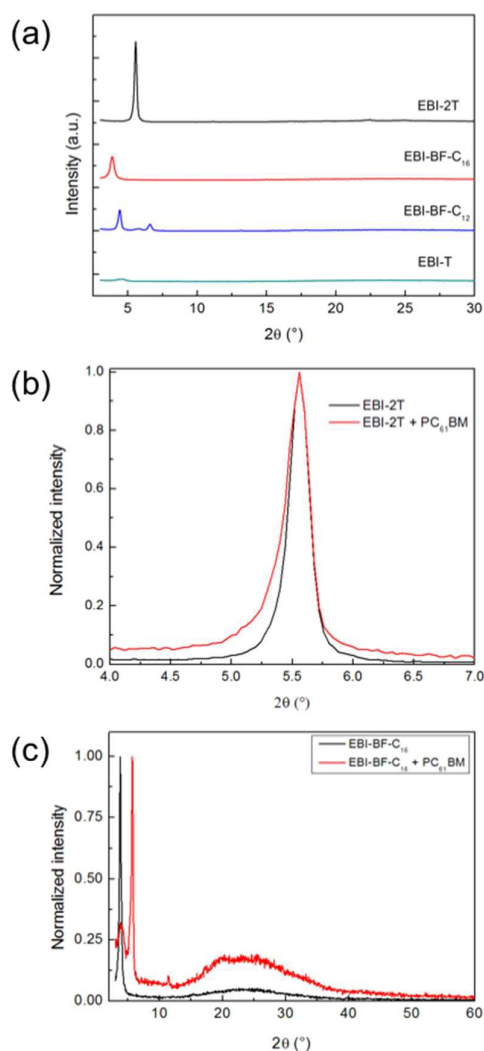 (a)
Intensity (a.u.)
EBI-2T
EBI-BF-C₁₆
EBI-BF-C₁₂
EBI-T
5 10 15 20 25 30
2θ (°)
(b)
Normalized intensity
1.0
0.8
0.6
0.4
0.2
0.0
EBI-2T
EBI-2T + PC₆₁BM
4.0 4.5 5.0 5.5 6.0 6.5 7.0
2θ (°)
(c)
Normalized intensity
1.00
0.75
0.50
0.25
0.00
EBI-BF-C₁₆
EBI-BF-C₁₆ + PC₆₁BM
10 20 30 40 50 60
2θ (°)